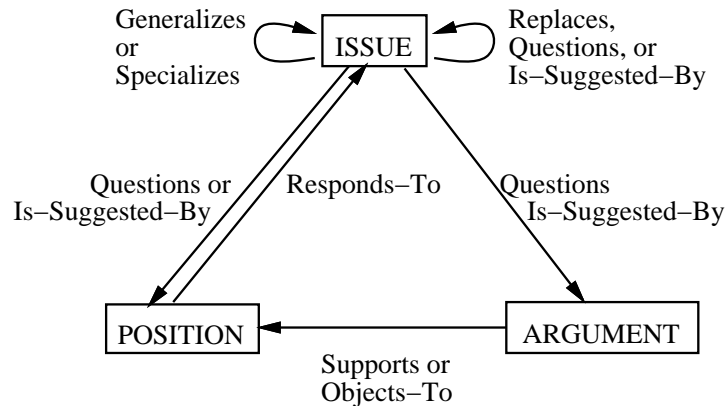 Generalizes
or
Specializes
ISSUE
Replaces,
Questions, or
Is−Suggested−By
Questions or
Is−Suggested−By
Responds−To
Questions
Is−Suggested−By
POSITION
ARGUMENT
Supports or
Objects−To